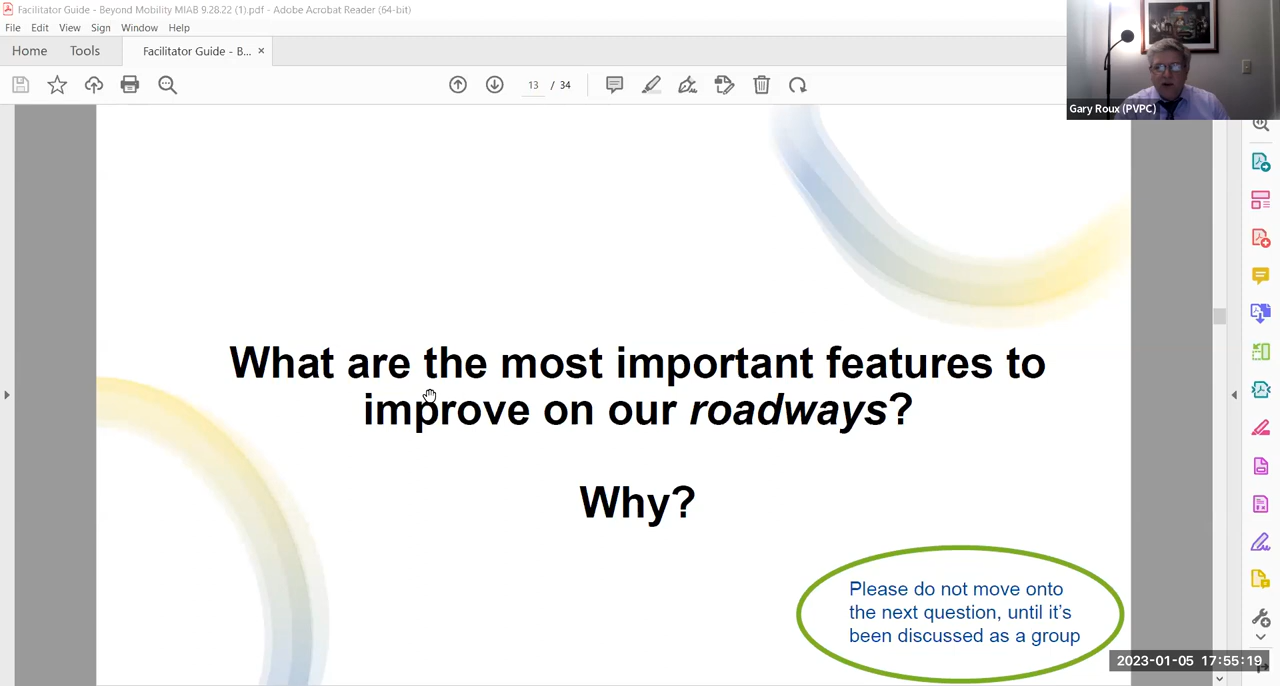 Facilitator Guide - Beyond Mobility MIAB 9.28.22 (1).pdf - Adobe Acrobat Reader (64-bit)
File Edit View Sign Window Help
Home Tools Facilitator Guide - B... ×
13 / 34
Gary Roux (PVPC)
What are the most important features to
improve on our roadways?
Why?
Please do not move onto
the next question, until it's
been discussed as a group
2023-01-05 17:55:19